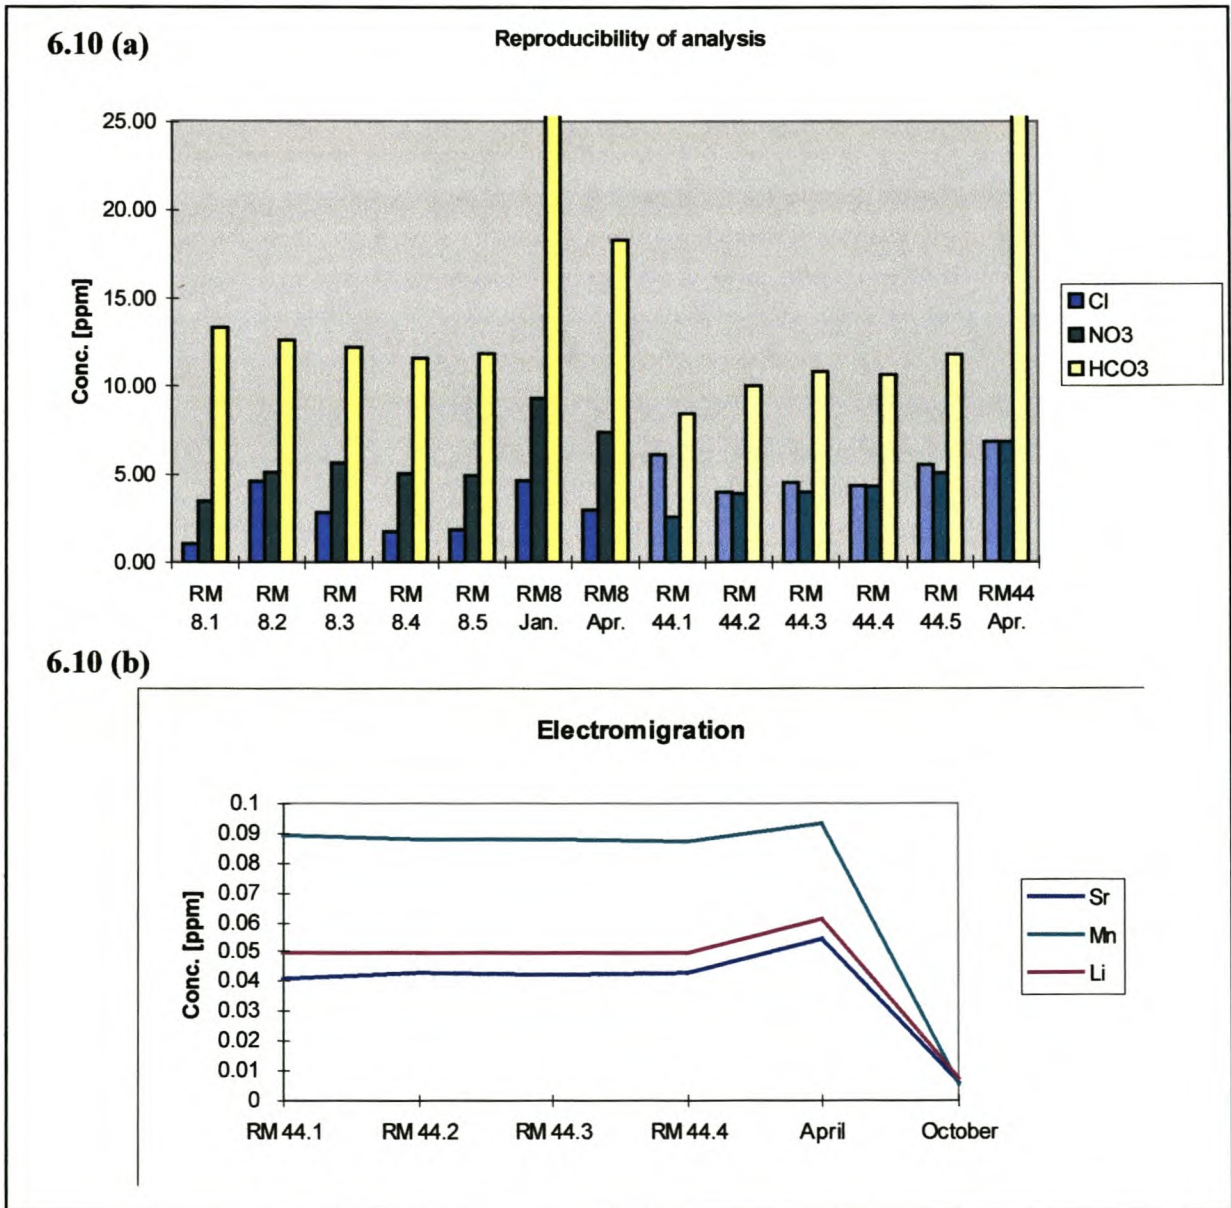 6.10 (a)
Reproducibility of analysis
25.00
20.00
15.00
10.00
5.00
0.00
Conc. [ppm]
Cl
NO3
HCO3
RM RM RM RM RM RM8 RM8 RM RM RM RM RM RM44
8.1 8.2 8.3 8.4 8.5 Jan. Apr. 44.1 44.2 44.3 44.4 44.5 Apr.
6.10 (b)
Electromigration
0.1
0.09
0.08
0.07
0.06
0.05
0.04
0.03
0.02
0.01
0
Conc. [ppm]
Sr
Mn
Li
RM 44.1 RM 44.2 RM 44.3 RM 44.4 April October